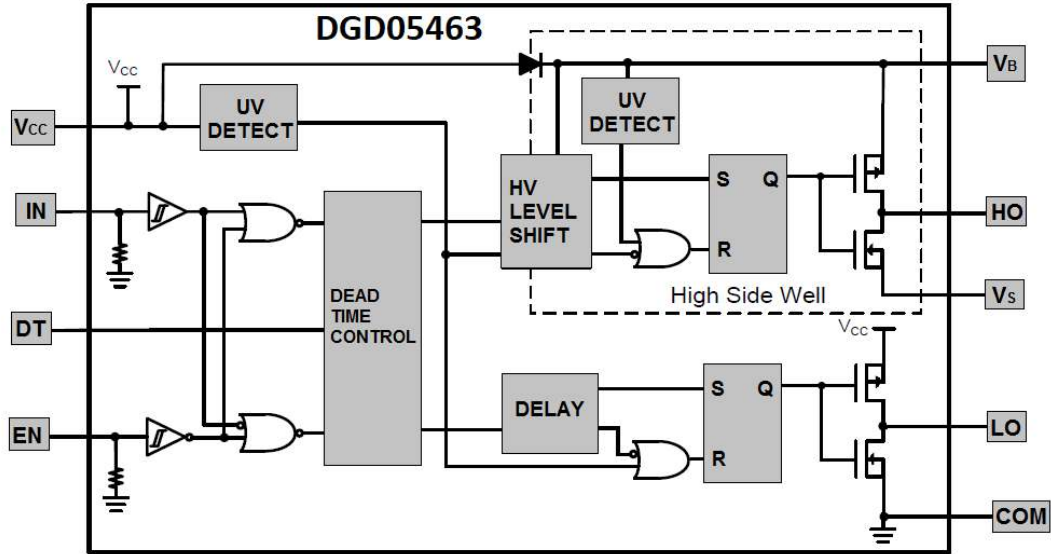 DGD05463
VCC
VCC
UV
DETECT
UV
DETECT
VB
IN
HV
LEVEL
SHIFT
S
Q
R
HO
High Side Well
VS
DT
DEAD
TIME
CONTROL
VCC
EN
DELAY
S
Q
R
LO
COM